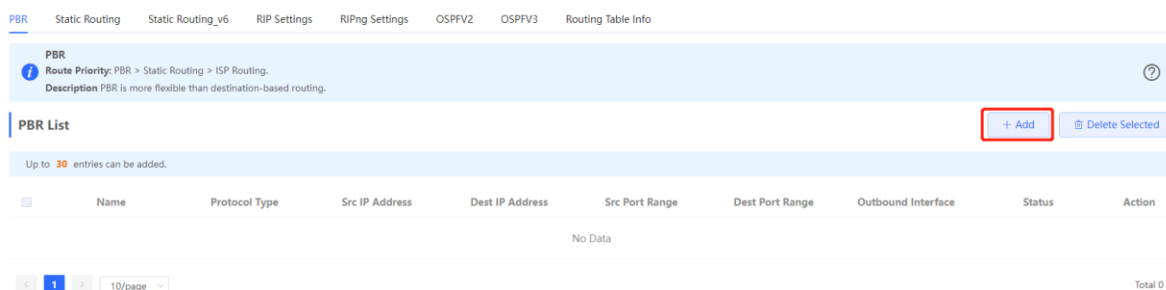 PBR Static Routing Static Routing_v6 RIP Settings RIPng Settings OSPFV2 OSPFV3 Routing Table Info
PBR
Route Priority: PBR > Static Routing > ISP Routing.
Description PBR is more flexible than destination-based routing.
PBR List
+ Add Delete Selected
Up to 30 entries can be added.
Name Protocol Type Src IP Address Dest IP Address Src Port Range Dest Port Range Outbound Interface Status Action
No Data
< 1 > 10/page Total 0